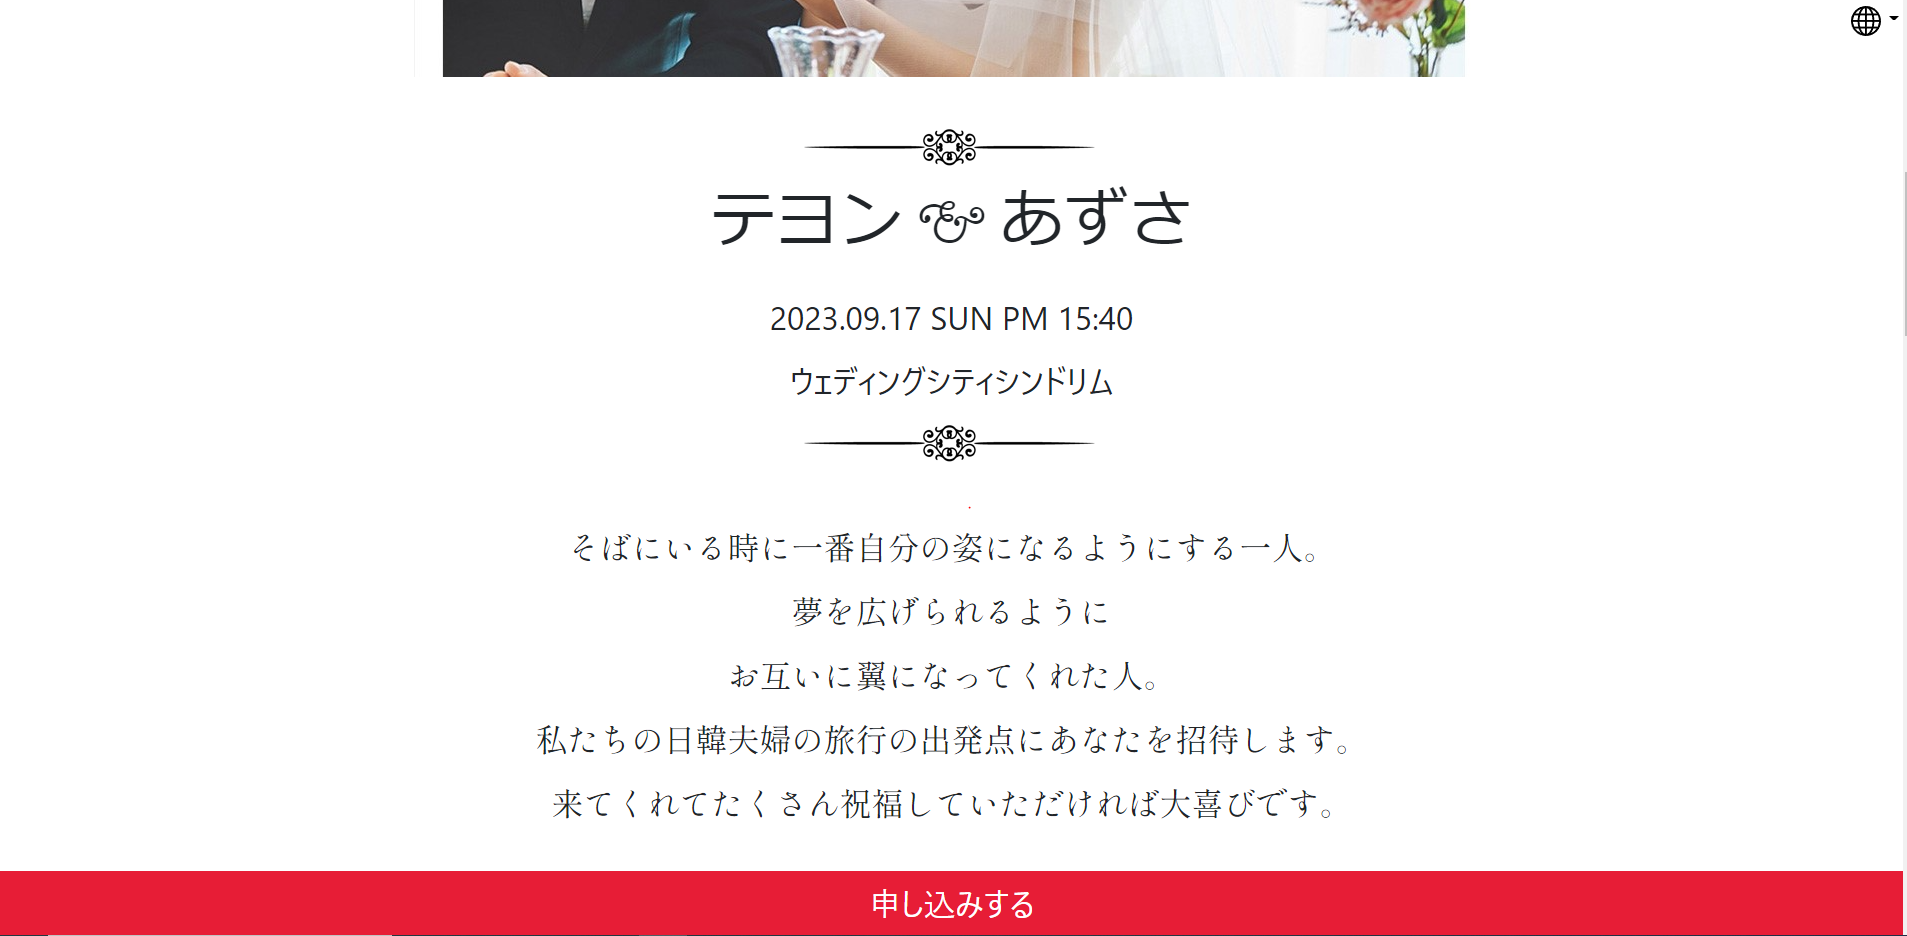 テヨン & あずさ
2023.09.17 SUN PM 15:40
ウェディングシティシンドリム
.
そばにいる時に一番自分の姿になるようにする一人。
夢を広げられるように
お互いに翼になってくれた人。
私たちの日韓夫婦の旅行の出発点にあなたを招待します。
来てくれてたくさん祝福していただければ大喜びです。
申し込みする